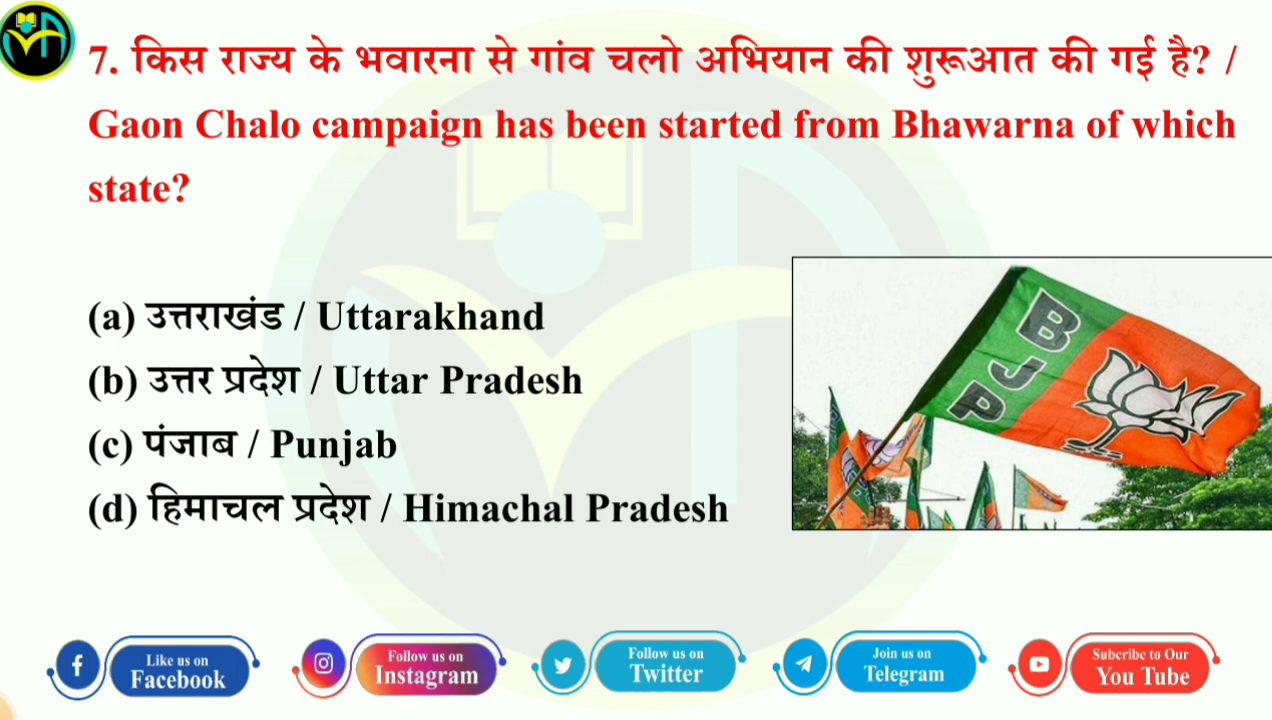 7. किस राज्य के भवारना से गांव चलो अभियान की शुरूआत की गई है? /
Gaon Chalo campaign has been started from Bhawarna of which
state?
(a) उत्तराखंड / Uttarakhand
(b) उत्तर प्रदेश / Uttar Pradesh
(c) पंजाब / Punjab
(d) हिमाचल प्रदेश / Himachal Pradesh
BJP
Like us on
Facebook
Follow us on
Instagram
Follow us on
Twitter
Join us on
Telegram
Subcribe to Our
You Tube